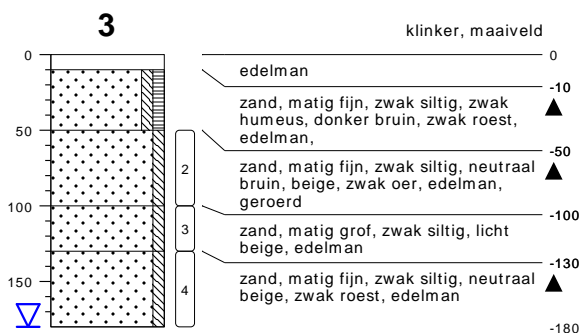 3
klinker, maaiveld
0
0
edelman
-10
zand, matig fijn, zwak siltig, zwak
humeus, donker bruin, zwak roest,
edelman,
50
-50
2
zand, matig fijn, zwak siltig, neutraal
bruin, beige, zwak oer, edelman,
geroerd
100
-100
3
zand, matig grof, zwak siltig, licht
beige, edelman
-130
150
4
zand, matig fijn, zwak siltig, neutraal
beige, zwak roest, edelman
-180